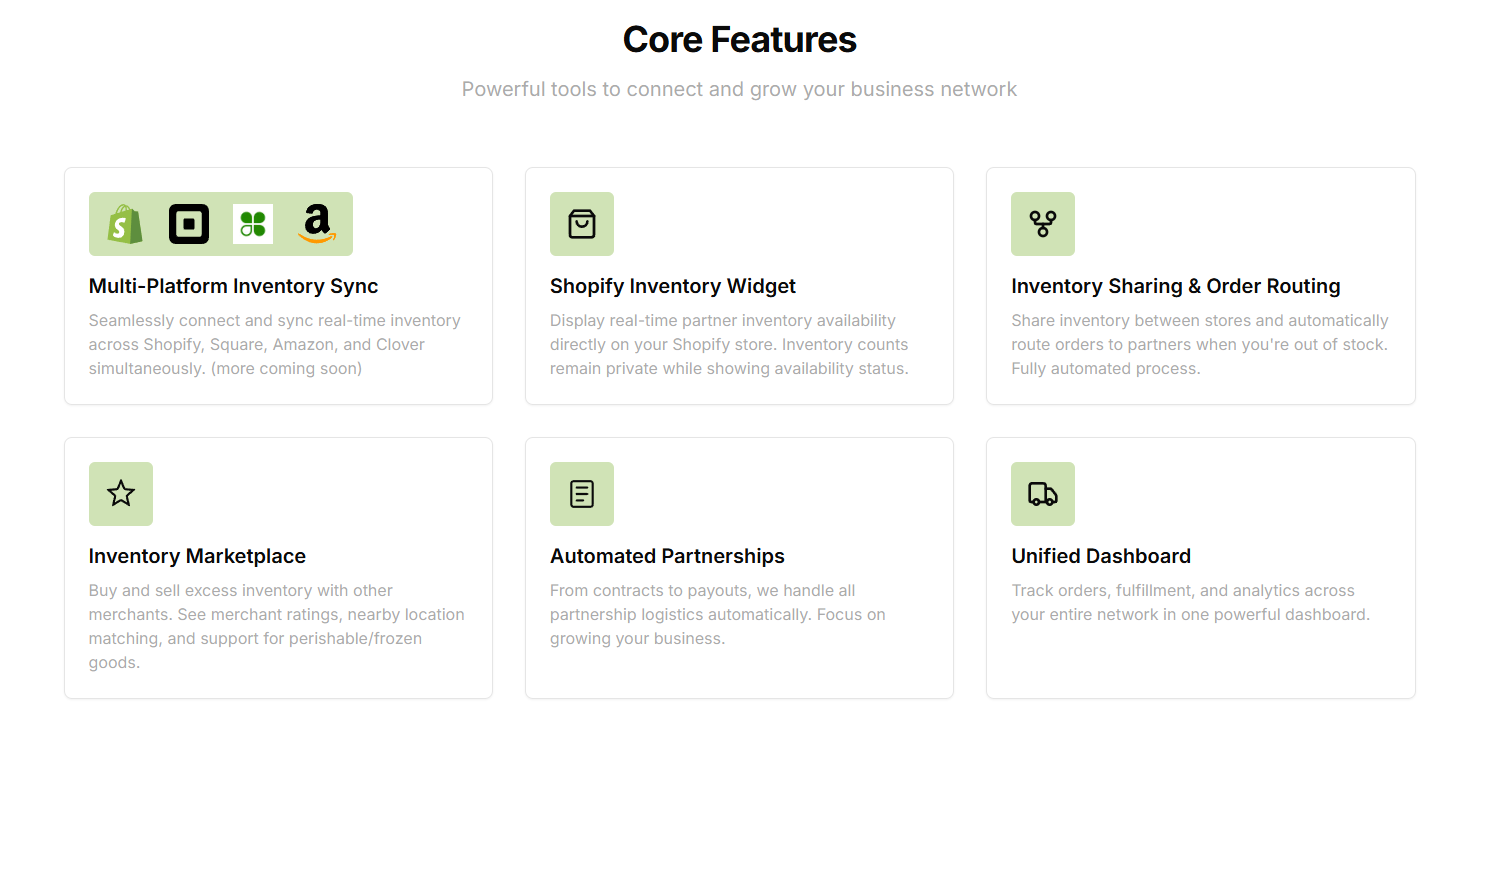 Core Features
Powerful tools to connect and grow your business network
Multi-Platform Inventory Sync
Seamlessly connect and sync real-time inventory
across Shopify, Square, Amazon, and Clover
simultaneously. (more coming soon)
Shopify Inventory Widget
Display real-time partner inventory availability
directly on your Shopify store. Inventory counts
remain private while showing availability status.
Inventory Sharing & Order Routing
Share inventory between stores and automatically
route orders to partners when you're out of stock.
Fully automated process.
Inventory Marketplace
Buy and sell excess inventory with other
merchants. See merchant ratings, nearby location
matching, and support for perishable/frozen
goods.
Automated Partnerships
From contracts to payouts, we handle all
partnership logistics automatically. Focus on
growing your business.
Unified Dashboard
Track orders, fulfillment, and analytics across
your entire network in one powerful dashboard.